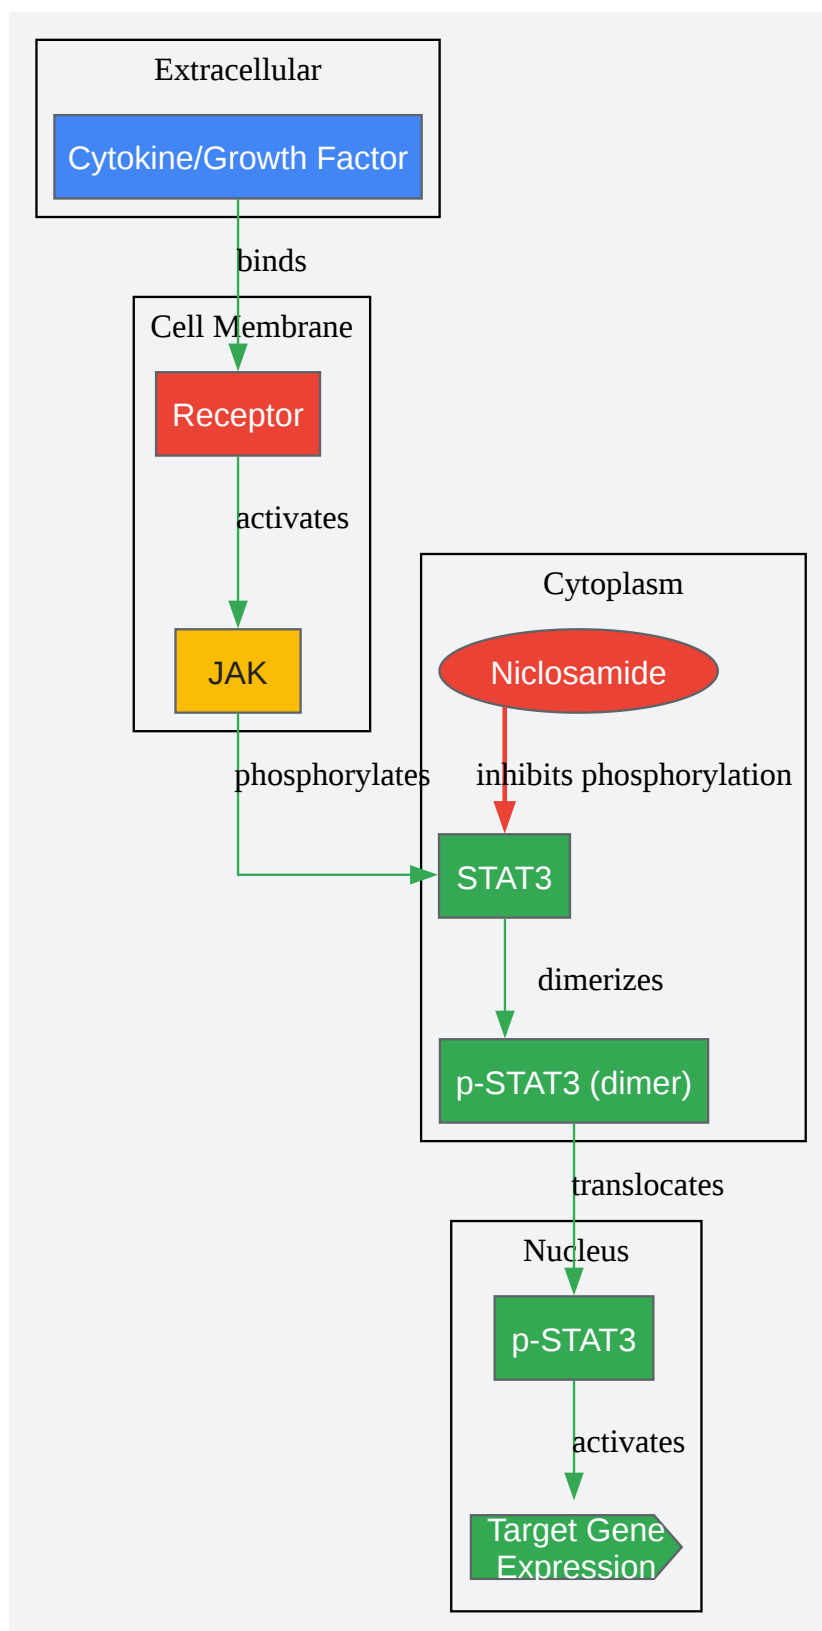 Extracellular
Cytokine/Growth Factor
binds
Cell Membrane
Receptor
activates
JAK
Cytoplasm
Niclosamide
phosphorylates
inhibits phosphorylation
STAT3
dimerizes
p-STAT3 (dimer)
translocates
Nucleus
p-STAT3
activates
Target Gene
Expression